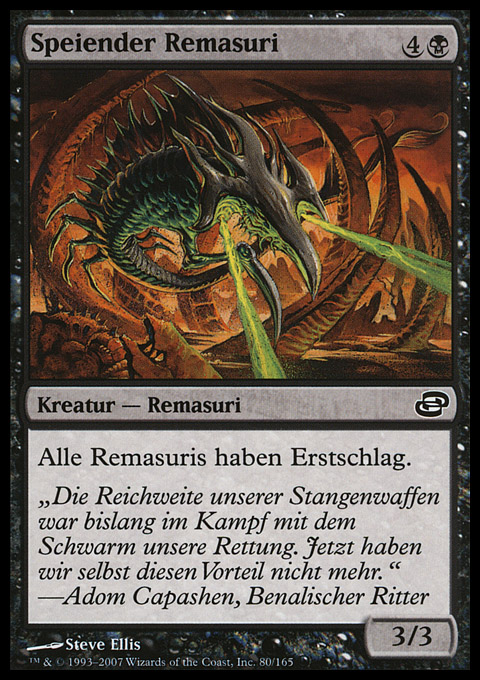 Speiender Remasuri
4
Kreatur — Remasuri
Alle Remasuris haben Erstschlag.
„Die Reichweite unserer Stangenwaffen
war bislang im Kampf mit dem
Schwarm unsere Rettung. Jetzt haben
wir selbst diesen Vorteil nicht mehr.“
—Adom Capashen, Benalischer Ritter
3/3
Steve Ellis
™ & © 1993–2007 Wizards of the Coast, Inc. 80/165